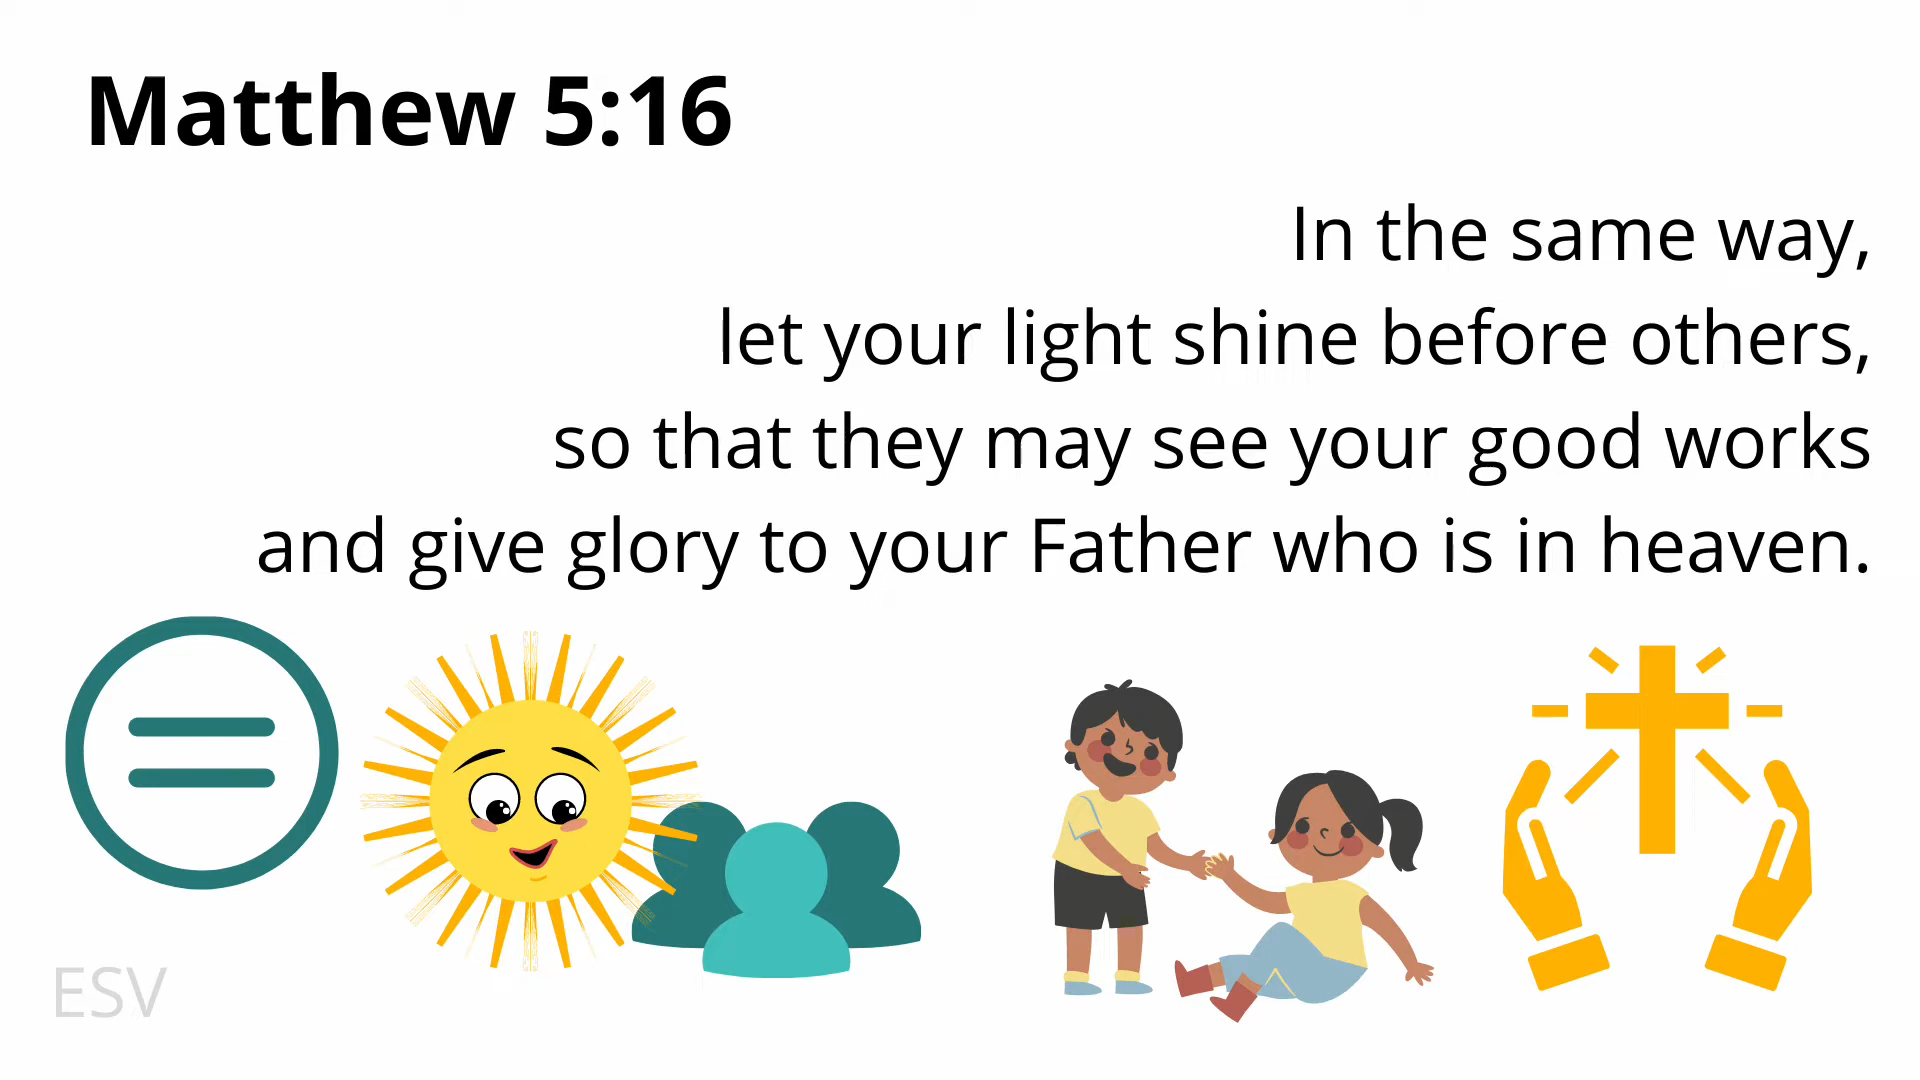 Matthew 5:16
In the same way,
let your light shine before others,
so that they may see your good works
and give glory to your Father who is in heaven.
ESV